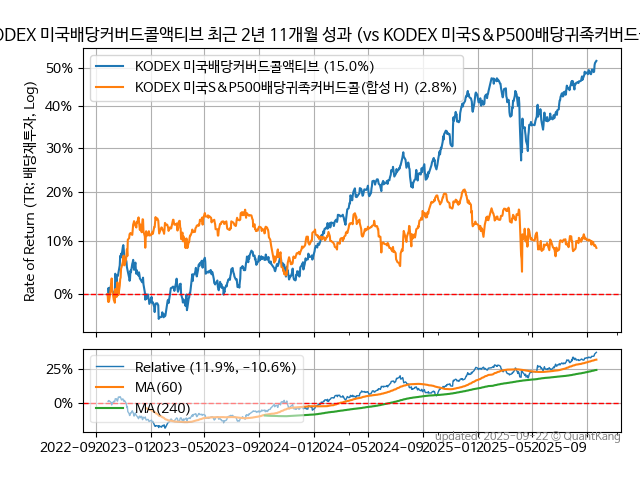 ODEX 미국배당커버드콜액티브 최근 2년 11개월 성과 (vs KODEX 미국S&P500배당귀족커버드
KODEX 미국배당커버드콜액티브 (15.0%)
KODEX 미국S&P500배당귀족커버드콜(합성 H) (2.8%)
Rate of Return (TR: 배당재투자, Log)
50%
40%
30%
20%
10%
0%
Relative (11.9%, −10.6%)
MA(60)
MA(240)
25%
0%
updated: 2025-09-22 © QuantKang
2022-09 2023-01 2023-05 2023-09 2024-01 2024-05 2024-09 2025-01 2025-05 2025-09